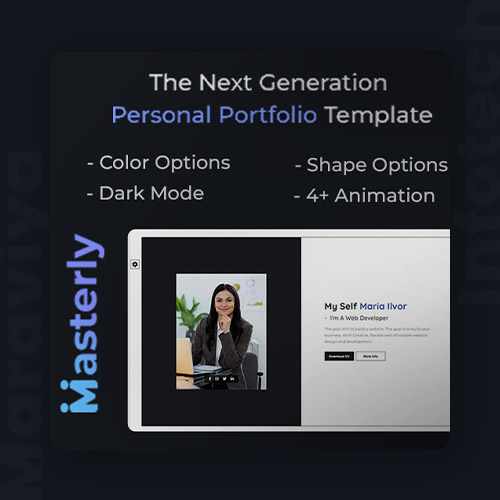 The Next Generation
Personal Portfolio Template
- Color Options
- Shape Options
- Dark Mode
- 4+ Animation
Masterly
My Self Maria Ilvor
- I'm A Web Developer
The goal isn't to build a website. The goal is to build your
business. With Creative, flexible and affordable website
design and development.
Download CV
More Info